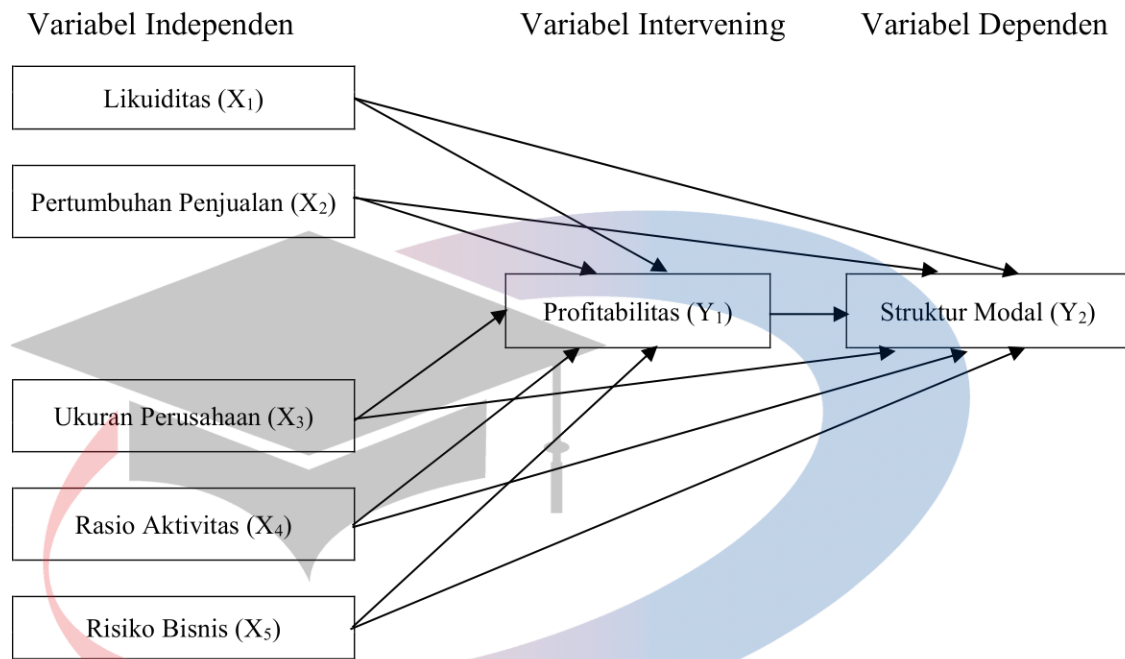 Variabel Independen
Variabel Intervening
Variabel Dependen
Likuiditas (X₁)
Pertumbuhan Penjualan (X₂)
Profitabilitas (Y₁)
Struktur Modal (Y₂)
Ukuran Perusahaan (X₃)
Rasio Aktivitas (X₄)
Risiko Bisnis (X₅)